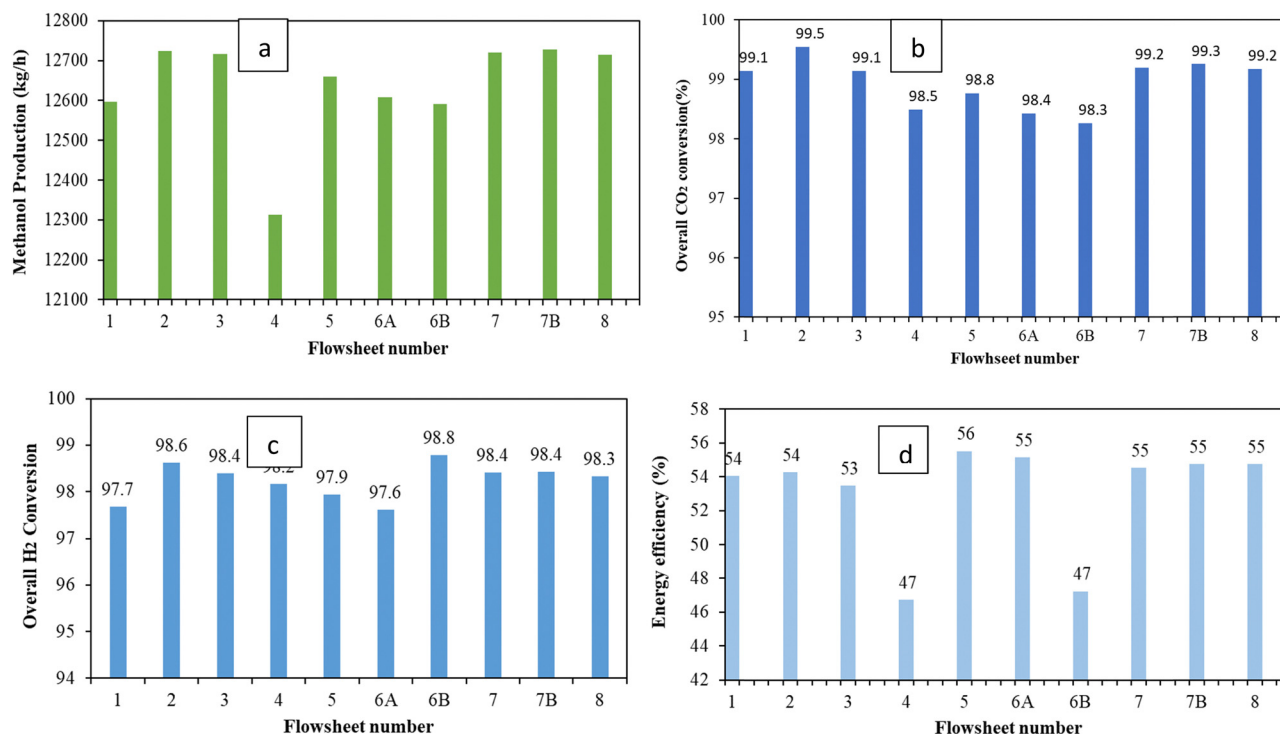 12800
12700
12600
12500
12400
12300
12200
12100
Methanol Production (kg/h)
a
1 2 3 4 5 6A 6B 7 7B 8
Flowsheet number
100
99
98
97
96
95
Overall CO2 conversion(%)
b
99.1 99.5 99.1 98.5 98.8 98.4 98.3 99.2 99.3 99.2
1 2 3 4 5 6A 6B 7 7B 8
Flowhseet number
100
99
98
97
96
95
94
Overall H2 Conversion
c
97.7 98.6 98.4 98.2 97.9 97.6 98.8 98.4 98.4 98.3
1 2 3 4 5 6A 6B 7 7B 8
Flowsheet number
58
56
54
52
50
48
46
44
42
Energy efficiency (%)
d
54 54 53 47 56 55 47 55 55 55
1 2 3 4 5 6A 6B 7 7B 8
Flowsheet number